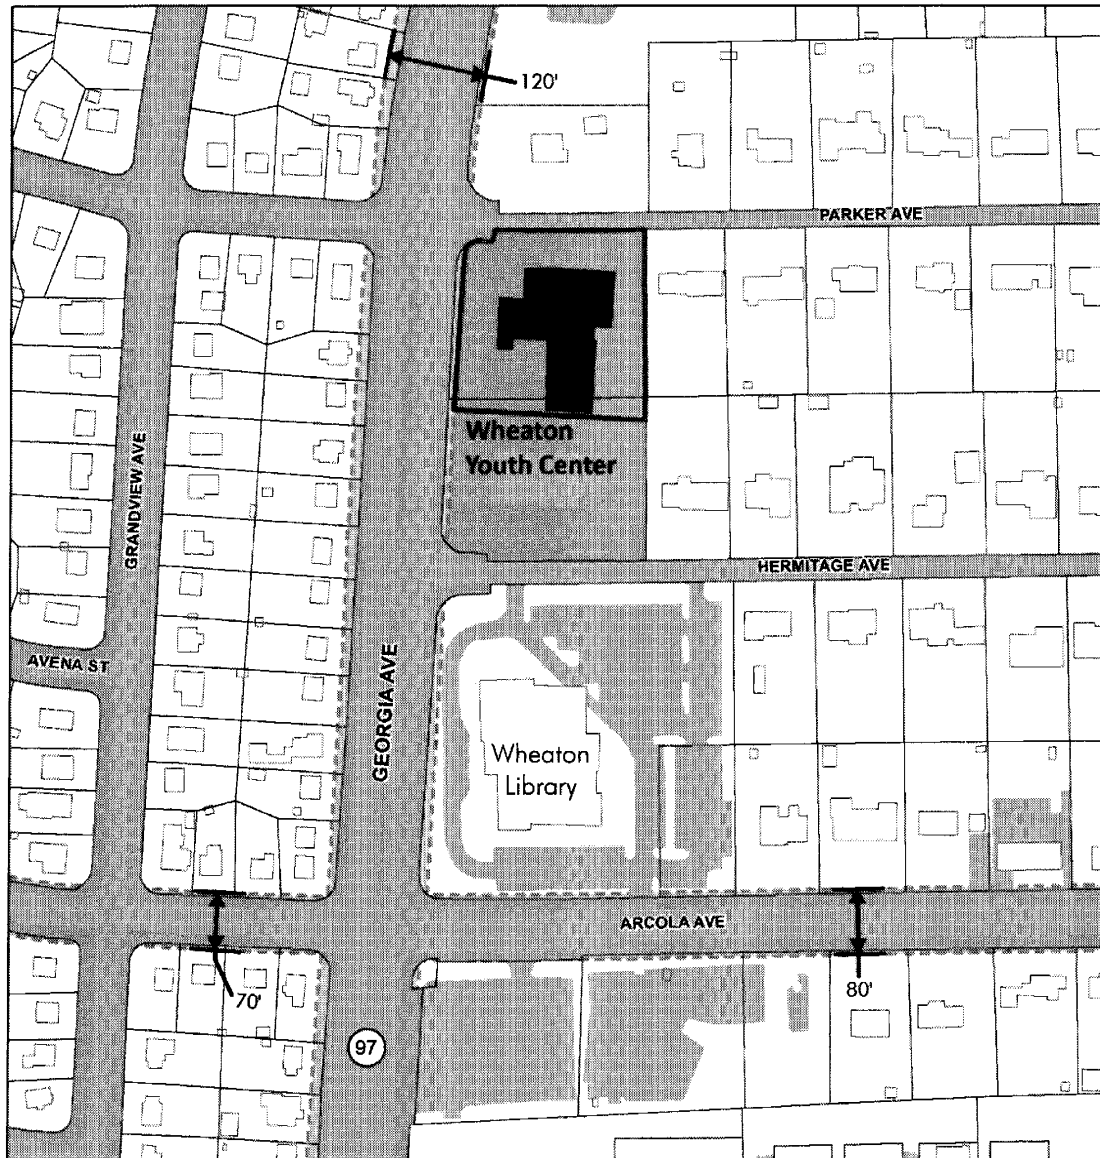 120'
PARKER AVE
Wheaton
Youth Center
GRANDVIEW AVE
HERMITAGE AVE
AVENA ST
GEORGIA AVE
Wheaton
Library
ARCOLA AVE
70'
80'
97